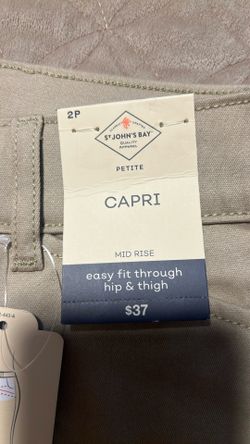 2P
ST JOHN'S BAY
QUALITY
APPAREL
PETITE
CAPRI
MID RISE
easy fit through
hip & thigh
$37